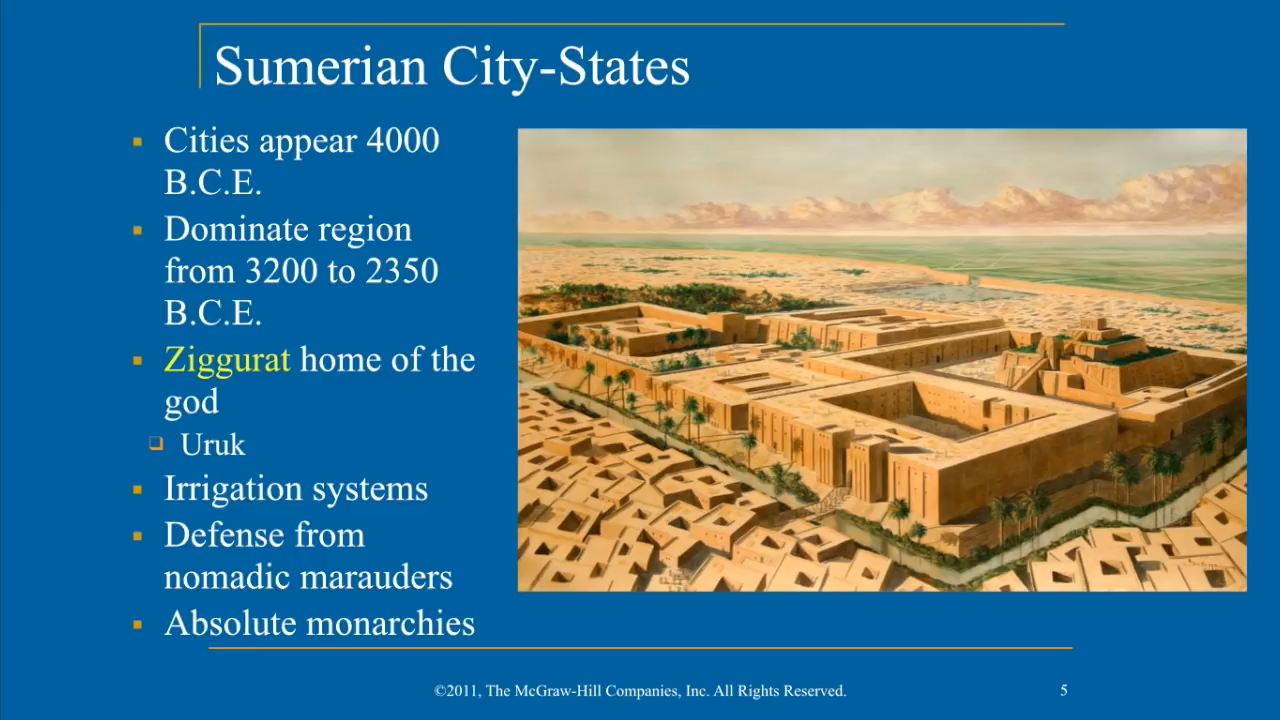 Sumerian City-States
Cities appear 4000
B.C.E.
Dominate region
from 3200 to 2350
B.C.E.
Ziggurat home of the
god
Uruk
Irrigation systems
Defense from
nomadic marauders
Absolute monarchies
©2011, The McGraw-Hill Companies, Inc. All Rights Reserved.
5